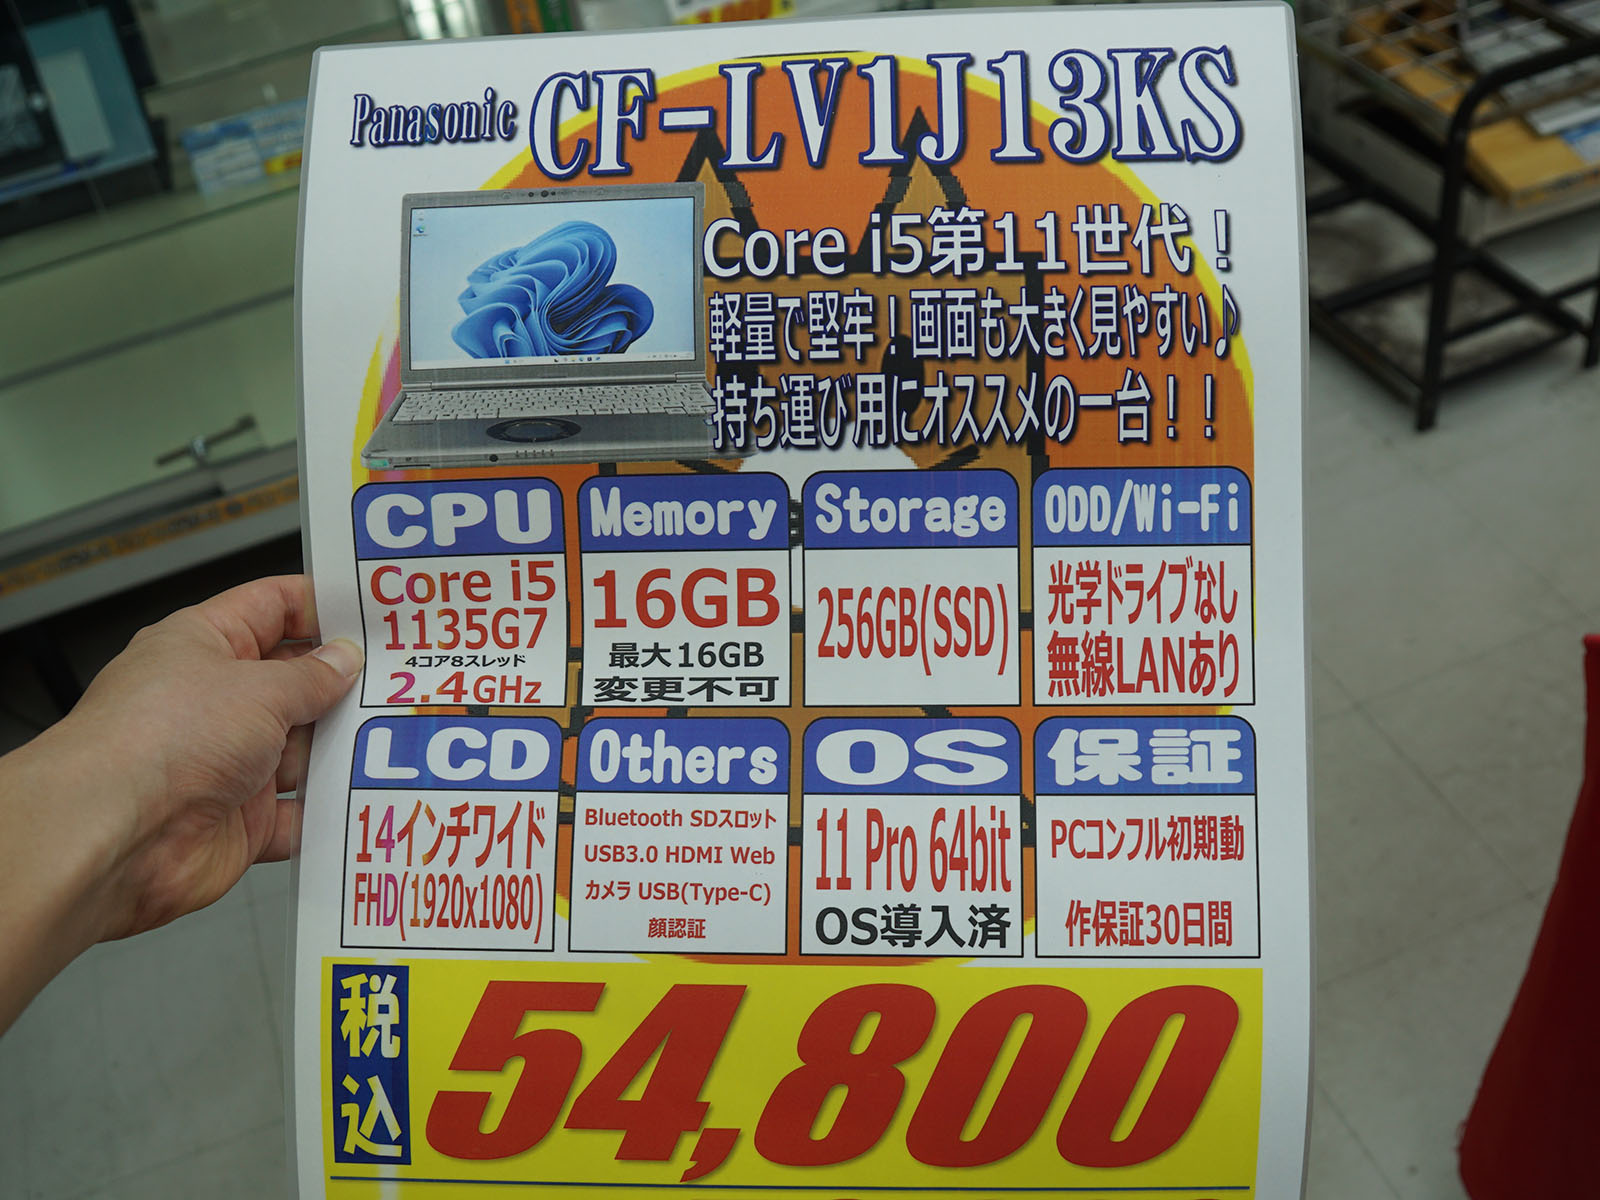 Panasonic CF-LV1J13KS
Core i5第11世代！
軽量で堅牢！画面も大きく見やすい♪
持ち運び用にオススメの一台！！
CPU
Core i5
1135G7
4コア8スレッド
2.4GHz
Memory
16GB
最大16GB
変更不可
Storage
256GB(SSD)
ODD/Wi-Fi
光学ドライブなし
無線LANあり
LCD
14インチワイド
FHD(1920x1080)
Others
Bluetooth SDスロット
USB3.0 HDMI Web
カメラ USB(Type-C)
顔認証
OS
11 Pro 64bit
OS導入済
保証
PCコンフル初期動
作保証30日間
税込
54,800